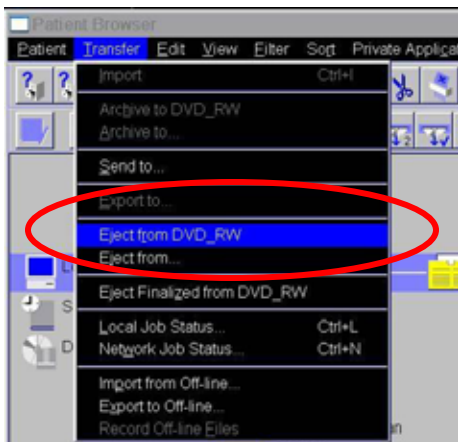 Patient Browser
Patient Transfer Edit View Filter Sort Private Applicat
Import Ctrl+I
Archive to DVD_RW
Archive to...
Send to...
Export to...
Eject from DVD_RW
Eject from...
Eject Finalized from DVD_RW
Local Job Status... Ctrl+L
Network Job Status... Ctrl+N
Import from Off-line...
Export to Off-line...
Record Off-line Files